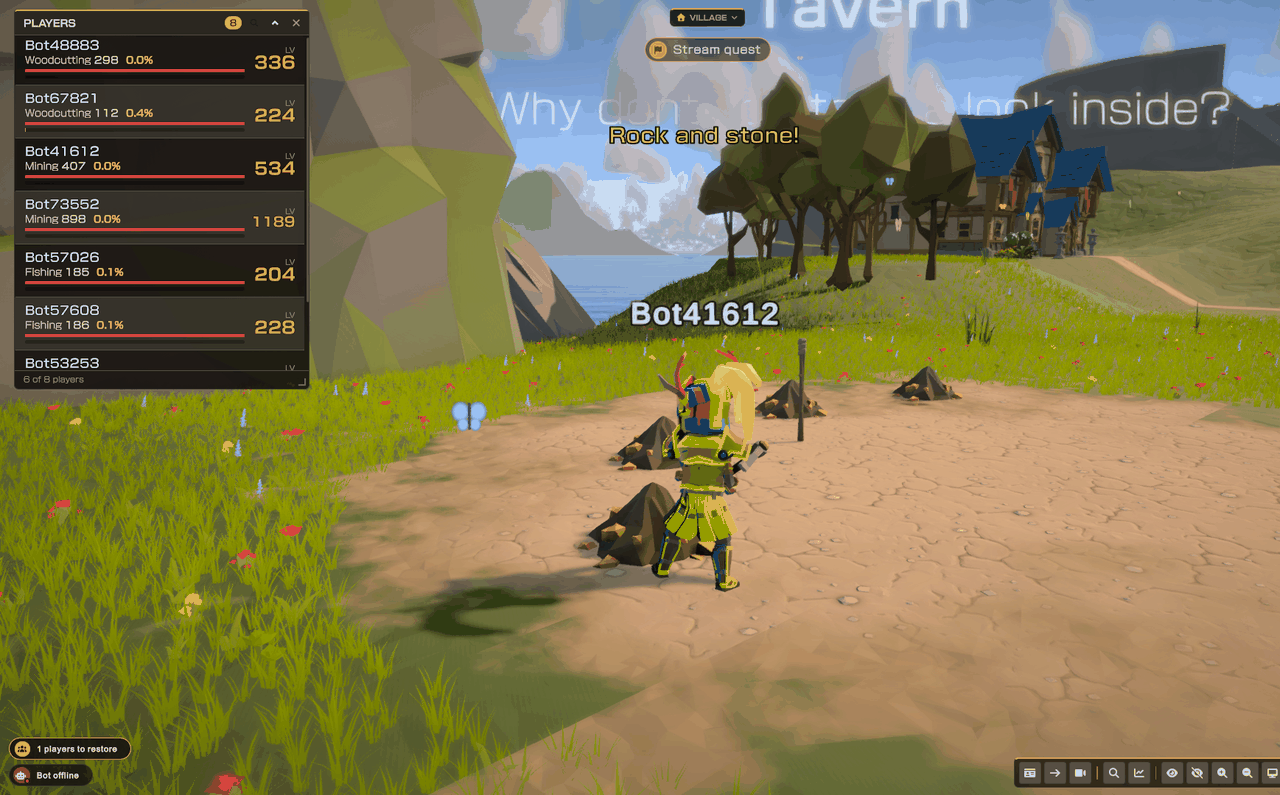 PLAYERS
8
Bot48883
Woodcutting 298 0.0%
LV
336
Bot67821
Woodcutting 112 0.4%
LV
224
Bot41612
Mining 407 0.0%
LV
534
Bot73552
Mining 898 0.0%
LV
1189
Bot57026
Fishing 185 0.1%
LV
204
Bot57608
Fishing 186 0.1%
LV
228
Bot53253
LV
6 of 8 players
VILLAGE
Tavern
Stream quest
Why don't look inside?
Rock and stone!
Bot41612
1 players to restore
Bot offline